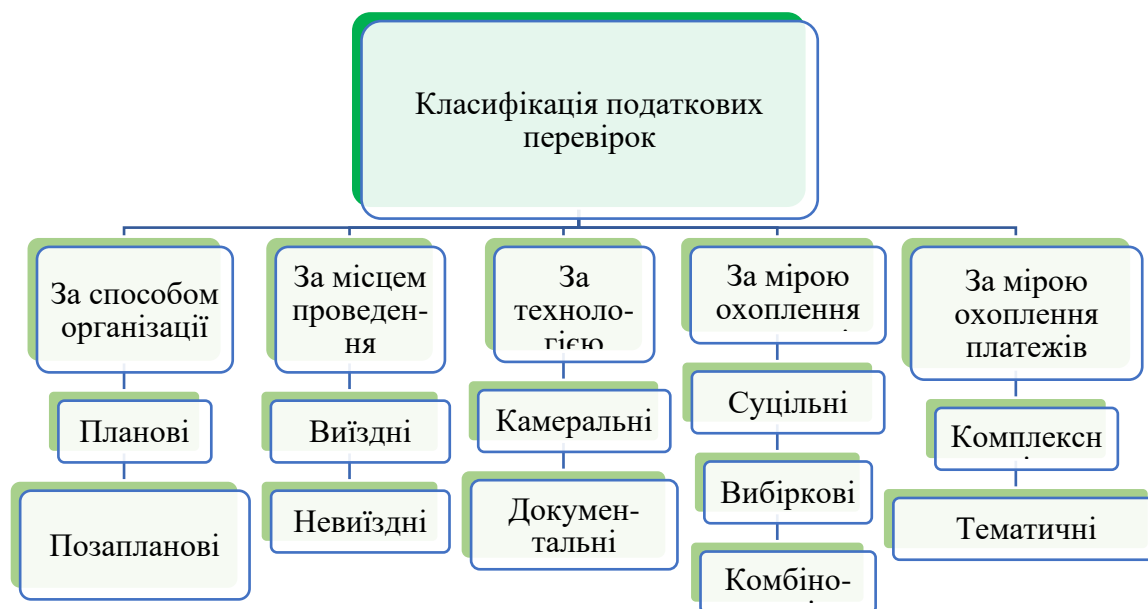 Класифікація податкових
перевірок
За способом
організації
Планові
Позапланові
За місцем
проведен-
ня
Виїздні
Невиїздні
За
техноло-
гією
Камеральні
Докумен-
тальні
За мірою
охоплення
Суцільні
Вибіркові
Комбіно-
За мірою
охоплення
платежів
Комплексн
Тематичні